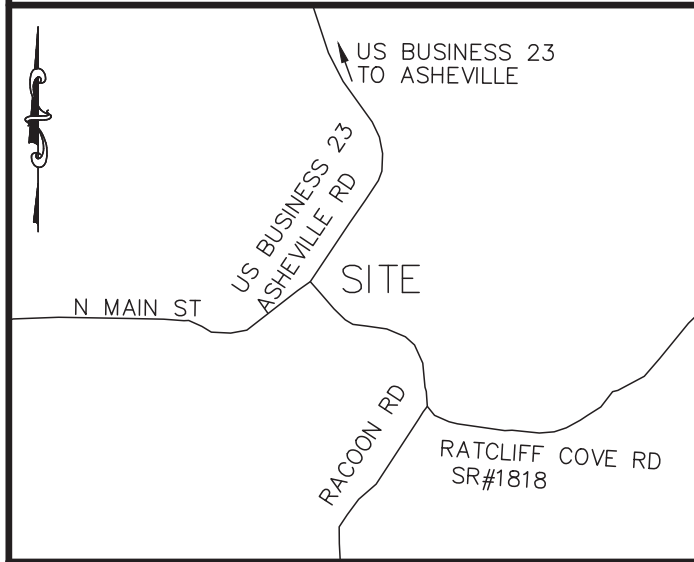 US BUSINESS 23
TO ASHEVILLE
US BUSINESS 23
ASHEVILLE RD
SITE
N MAIN ST
RACOON RD
RATCLIFF COVE RD
SR#1818